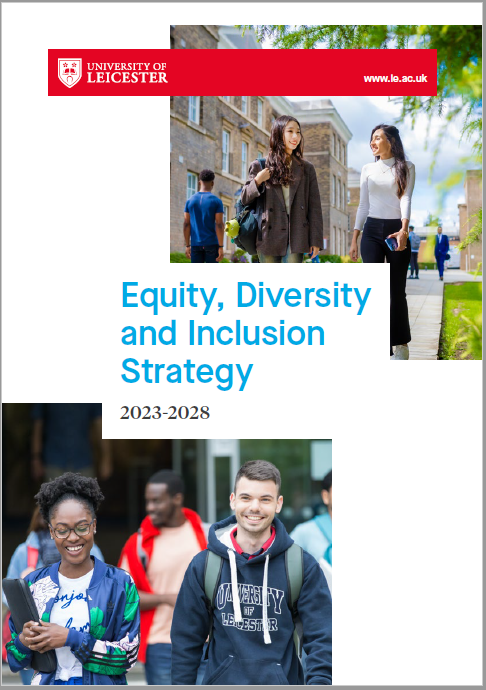 UNIVERSITY OF
LEICESTER
www.le.ac.uk
Equity, Diversity
and Inclusion
Strategy
2023-2028
UNIVERSITY
OF
LEICESTER